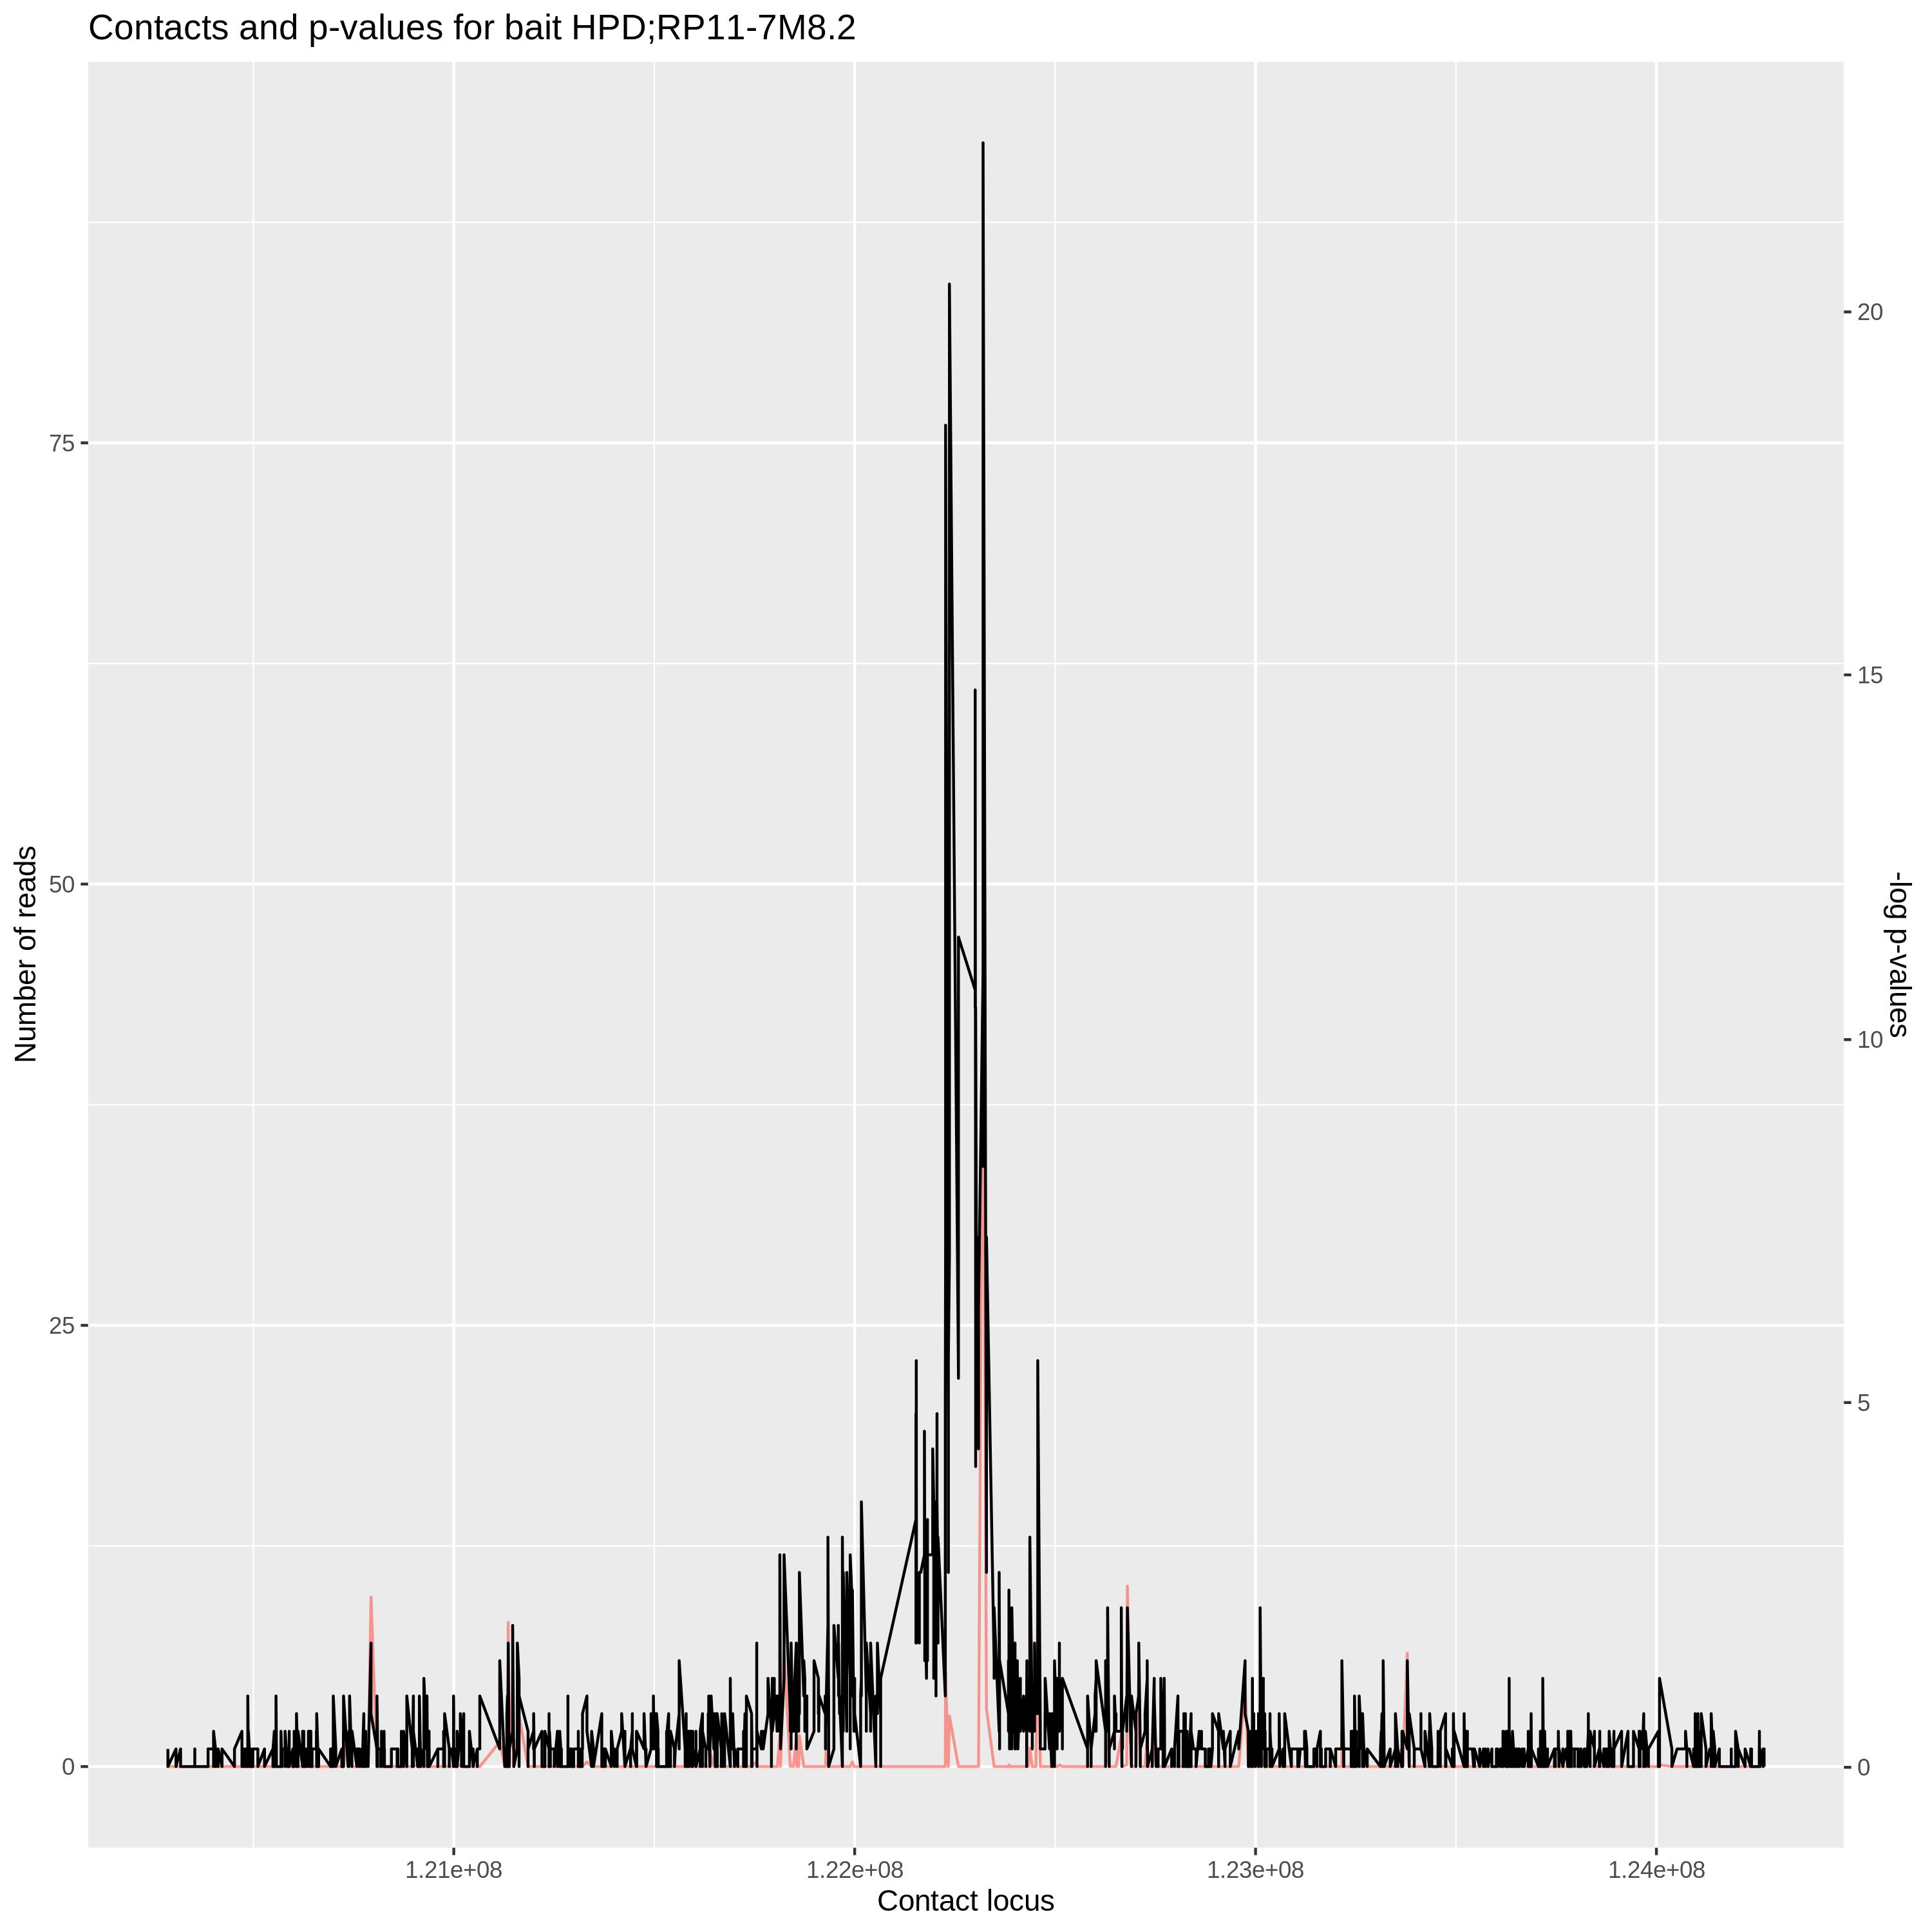 Contacts and p-values for bait HPD;RP11-7M8.2
Number of reads
75
50
25
0
20
15
10
5
0
-log p-values
1.21e+08
1.22e+08
1.23e+08
1.24e+08
Contact locus